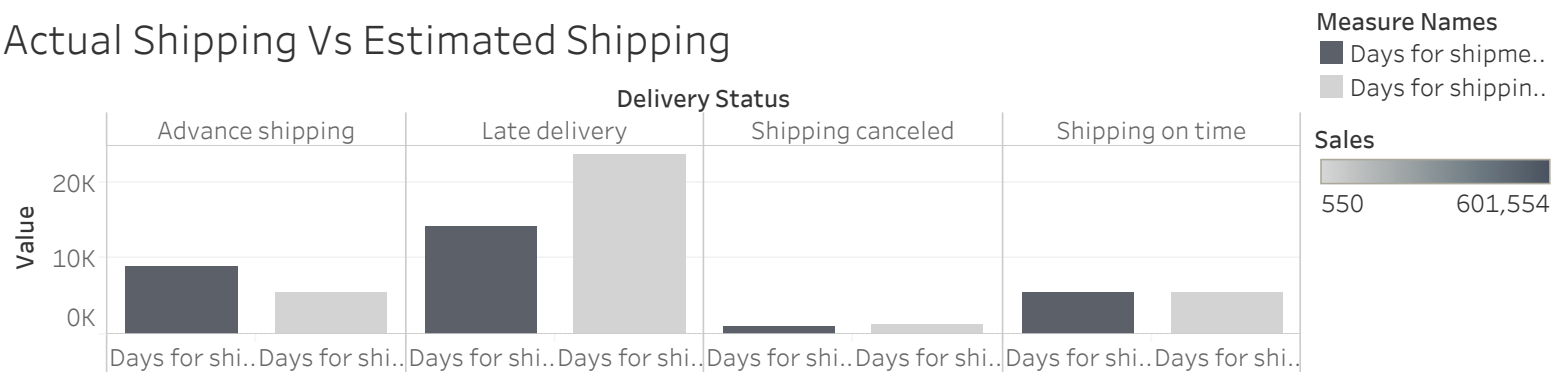 Actual Shipping Vs Estimated Shipping
Delivery Status
Advance shipping
Late delivery
Shipping canceled
Shipping on time
Value
20K
10K
0K
Days for shi..
Days for shi..
Days for shi..
Days for shi..
Days for shi..
Days for shi..
Days for shi..
Days for shi..
Measure Names
Days for shipme..
Days for shippin..
Sales
550
601,554